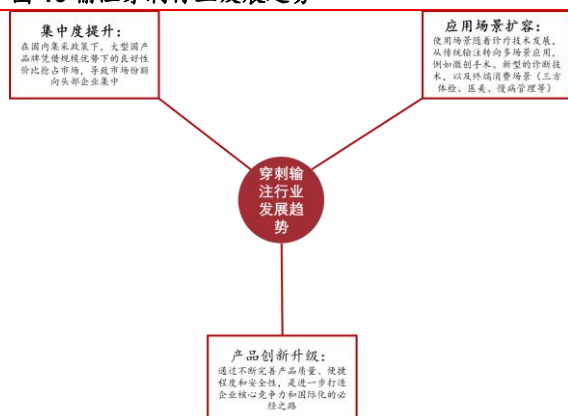 集中度提升：
在国内集采政策下，大型国产
品牌凭借规模优势下的良好性
价比抢占市场，导致市场份额
向头部企业集中
应用场景扩容：
使用场景随着诊疗技术发展，
从传统输注转向多场景应用，
例如微创手术、新型的诊断技
术，以及终端消费场景（三方
体检、医美、慢病管理等）
穿刺输
注行业
发展趋
势
产品创新升级：
通过不断完善产品质量、便捷
程度和安全性，是进一步打造
企业核心竞争力和国际化的必
经之路